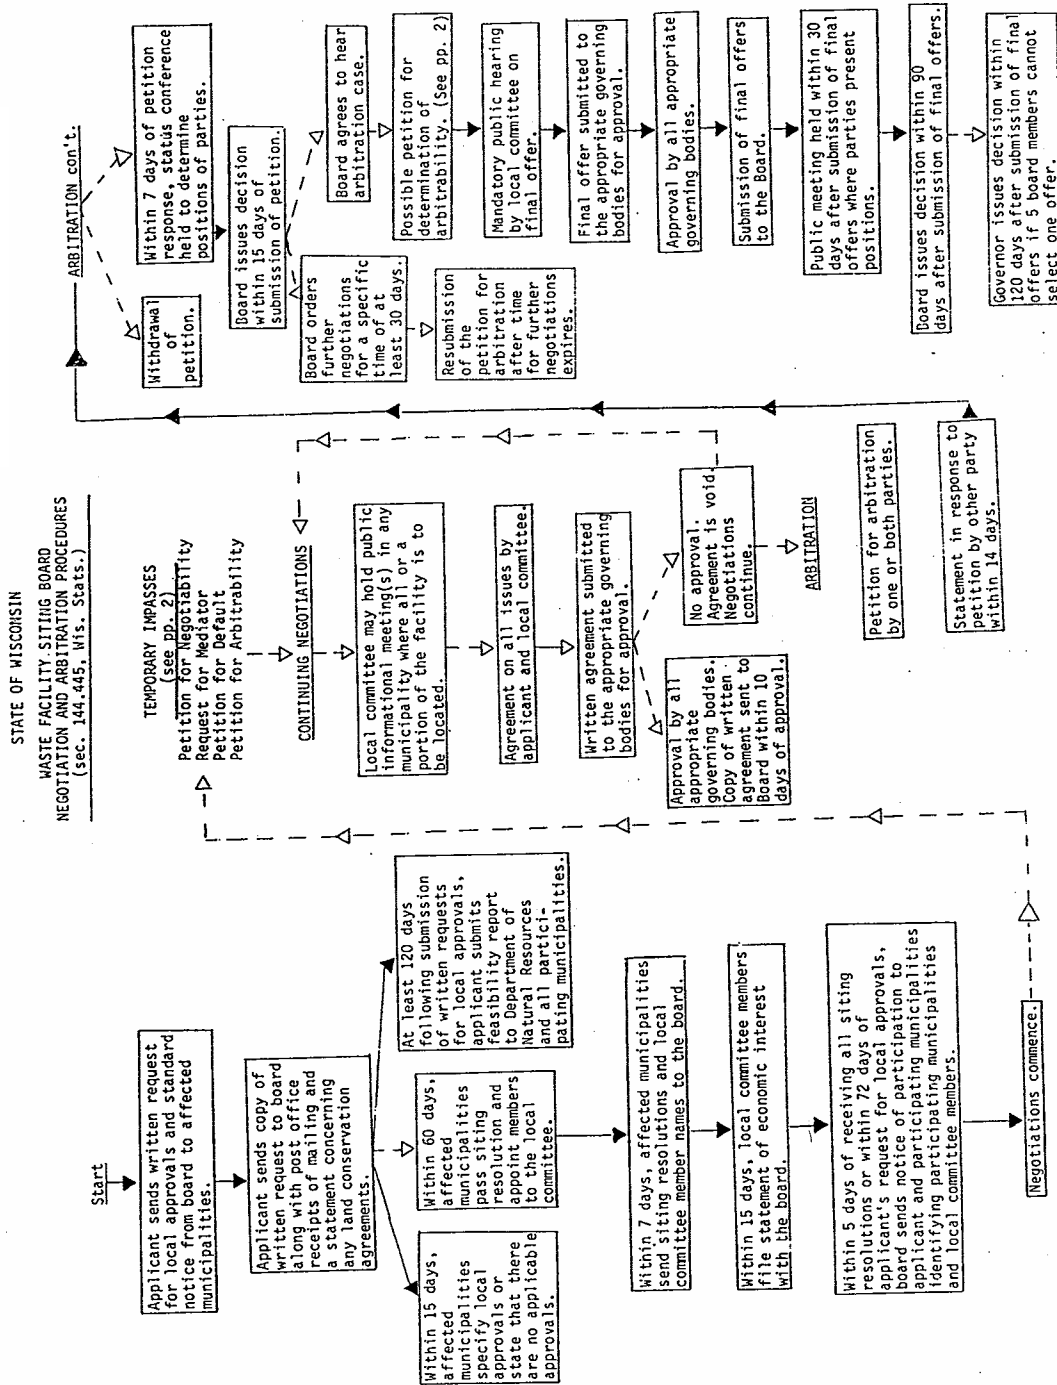 STATE OF WISCONSIN
WASTE FACILITY SITING BOARD
NEGOTIATION AND ARBITRATION PROCEDURES
(sec. 144.445, Wis. Stats.)
Start
Applicant sends written request
for local approvals and standard
notice from board to affected
municipalities.
Applicant sends copy of
written request to board
along with post office
receipts of mailing and
a statement concerning
any land conservation
agreements.
Within 15 days,
affected
municipalities
specify local
approvals or
state that there
are no applicable
approvals.
Within 60 days,
affected
municipalities
pass siting
resolution and
appoint members
to the local
committee.
At least 120 days
following submission
of written requests
for local approvals,
applicant submits
feasibility report
to Department of
Natural Resources
and all partici-
pating municipalities.
Within 7 days, affected municipalities
send siting resolutions and local
committee member names to the board.
Within 15 days, local committee members
file statement of economic interest
with the board.
Within 5 days of receiving all siting
resolutions or within 72 days of
applicant's request for local approvals,
board sends notice of participation to
applicant and participating municipalities
identifying participating municipalities
and local committee members.
Negotiations commence.
TEMPORARY IMPASSES
(see pp. 2)
Petition for Negotiability
Request for Mediator
Petition for Default
Petition for Arbitrability
CONTINUING NEGOTIATIONS
Local committee may hold public
informational meeting(s) in any
municipality where all or a
portion of the facility is to
be located.
Agreement on all issues by
applicant and local committee.
Written agreement submitted
to the appropriate governing
bodies for approval.
Approval by all
appropriate
governing bodies.
Copy of written
agreement sent to
Board within 10
days of approval.
No approval.
Agreement is void.
Negotiations
continue.
ARBITRATION
Petition for arbitration
by one or both parties.
Statement in response to
petition by other party
within 14 days.
ARBITRATION con't.
Withdrawal
of
petition.
Within 7 days of petition
response, status conference
held to determine
positions of parties.
Board issues decision
within 15 days of
submission of petition.
Board orders
further
negotiations
for a specific
time of at
least 30 days.
Resubmission
of the
petition for
arbitration
after time
for further
negotiations
expires.
Board agrees to hear
arbitration case.
Possible petition for
determination of
arbitrability. (See pp. 2)
Mandatory public hearing
by local committee on
final offer.
Final offer submitted to
the appropriate governing
bodies for approval.
Approval by all appropriate
governing bodies.
Submission of final offers
to the Board.
Public meeting held within 30
days after submission of final
offers where parties present
positions.
Board issues decision within 90
days after submission of final offers.
Governor issues decision within
120 days after submission of final
offers if 5 board members cannot
select one offer.